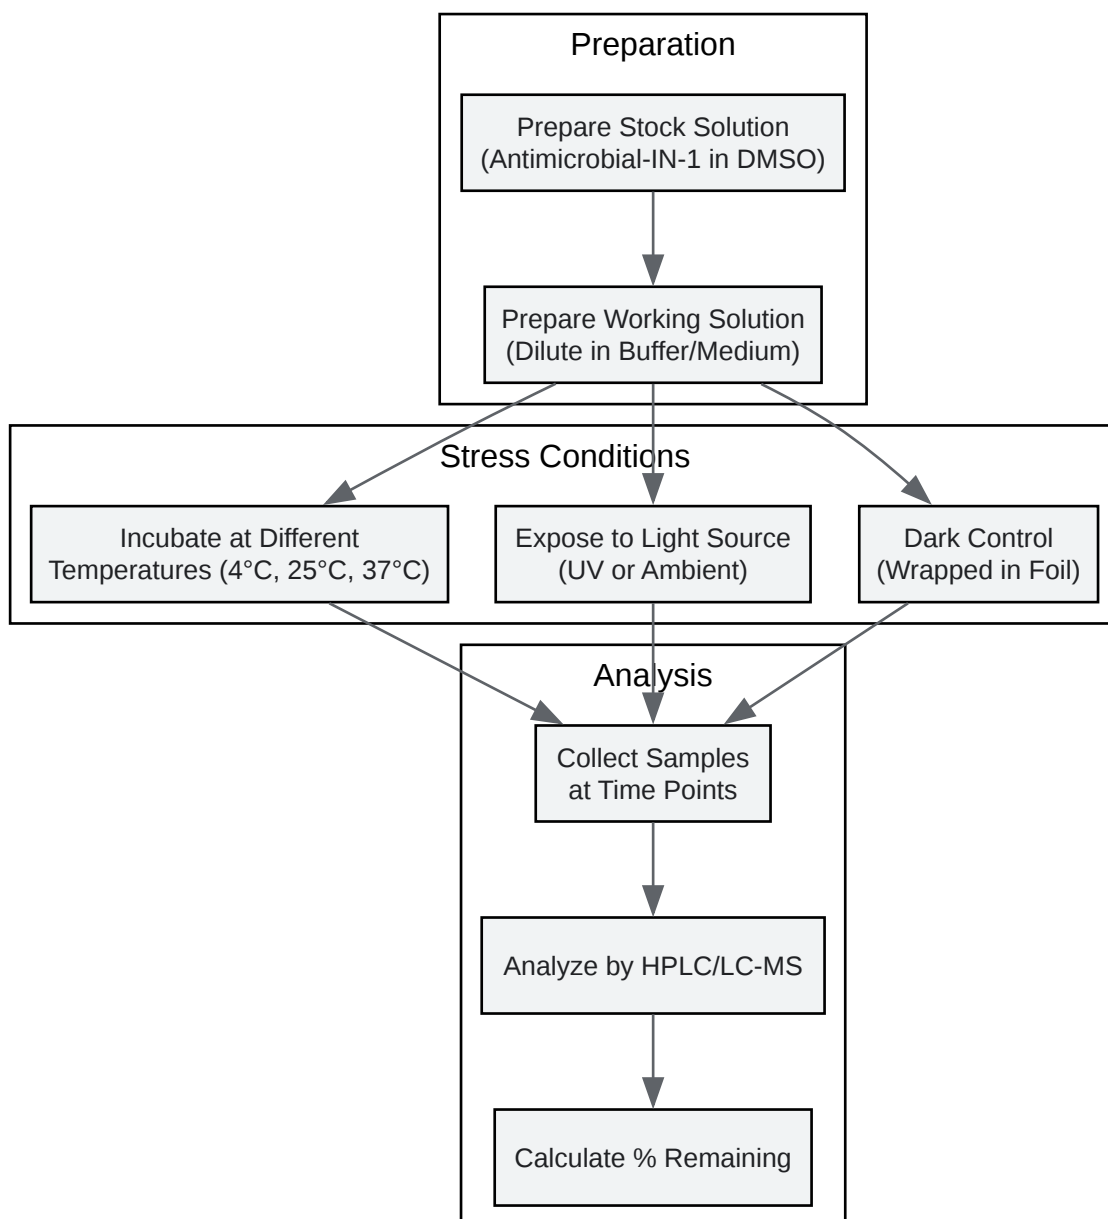 Preparation
Prepare Stock Solution
(Antimicrobial-IN-1 in DMSO)
Prepare Working Solution
(Dilute in Buffer/Medium)
Stress Conditions
Incubate at Different
Temperatures (4°C, 25°C, 37°C)
Expose to Light Source
(UV or Ambient)
Dark Control
(Wrapped in Foil)
Analysis
Collect Samples
at Time Points
Analyze by HPLC/LC-MS
Calculate % Remaining